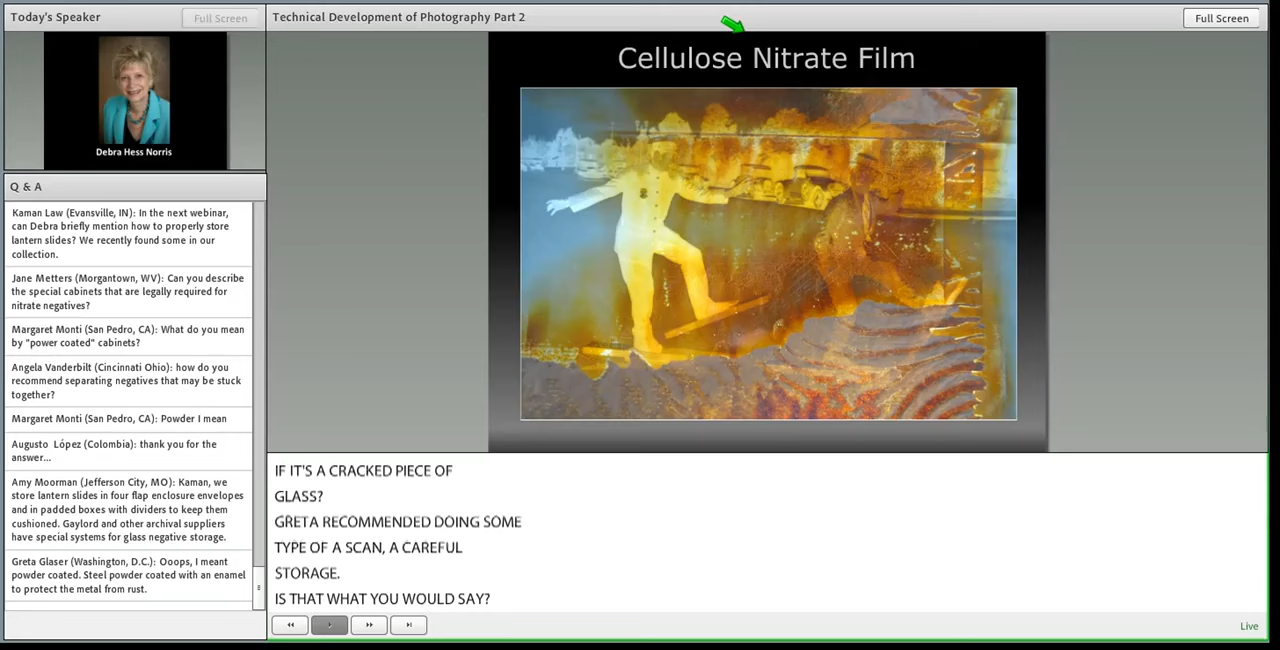 Today's Speaker
Full Screen
Debra Hess Norris
Q & A
Kaman Law (Evansville, IN): In the next webinar,
can Debra briefly mention how to properly store
lantern slides? We recently found some in our
collection.
Jane Metters (Morgantown, WV): Can you describe
the special cabinets that are legally required for
nitrate negatives?
Margaret Monti (San Pedro, CA): What do you mean
by "power coated" cabinets?
Angela Vanderbilt (Cincinnati Ohio): how do you
recommend separating negatives that may be stuck
together?
Margaret Monti (San Pedro, CA): Powder I mean
Augusto López (Colombia): thank you for the
answer...
Amy Moorman (Jefferson City, MO): Kaman, we
store lantern slides in four flap enclosure envelopes
and in padded boxes with dividers to keep them
cushioned. Gaylord and other archival suppliers
have special systems for glass negative storage.
Greta Glaser (Washington, D.C.): Ooops, I meant
powder coated. Steel powder coated with an enamel
to protect the metal from rust.
Technical Development of Photography Part 2
Full Screen
Cellulose Nitrate Film
IF IT'S A CRACKED PIECE OF
GLASS?
GRETA RECOMMENDED DOING SOME
TYPE OF A SCAN, A CAREFUL
STORAGE.
IS THAT WHAT YOU WOULD SAY?
Live